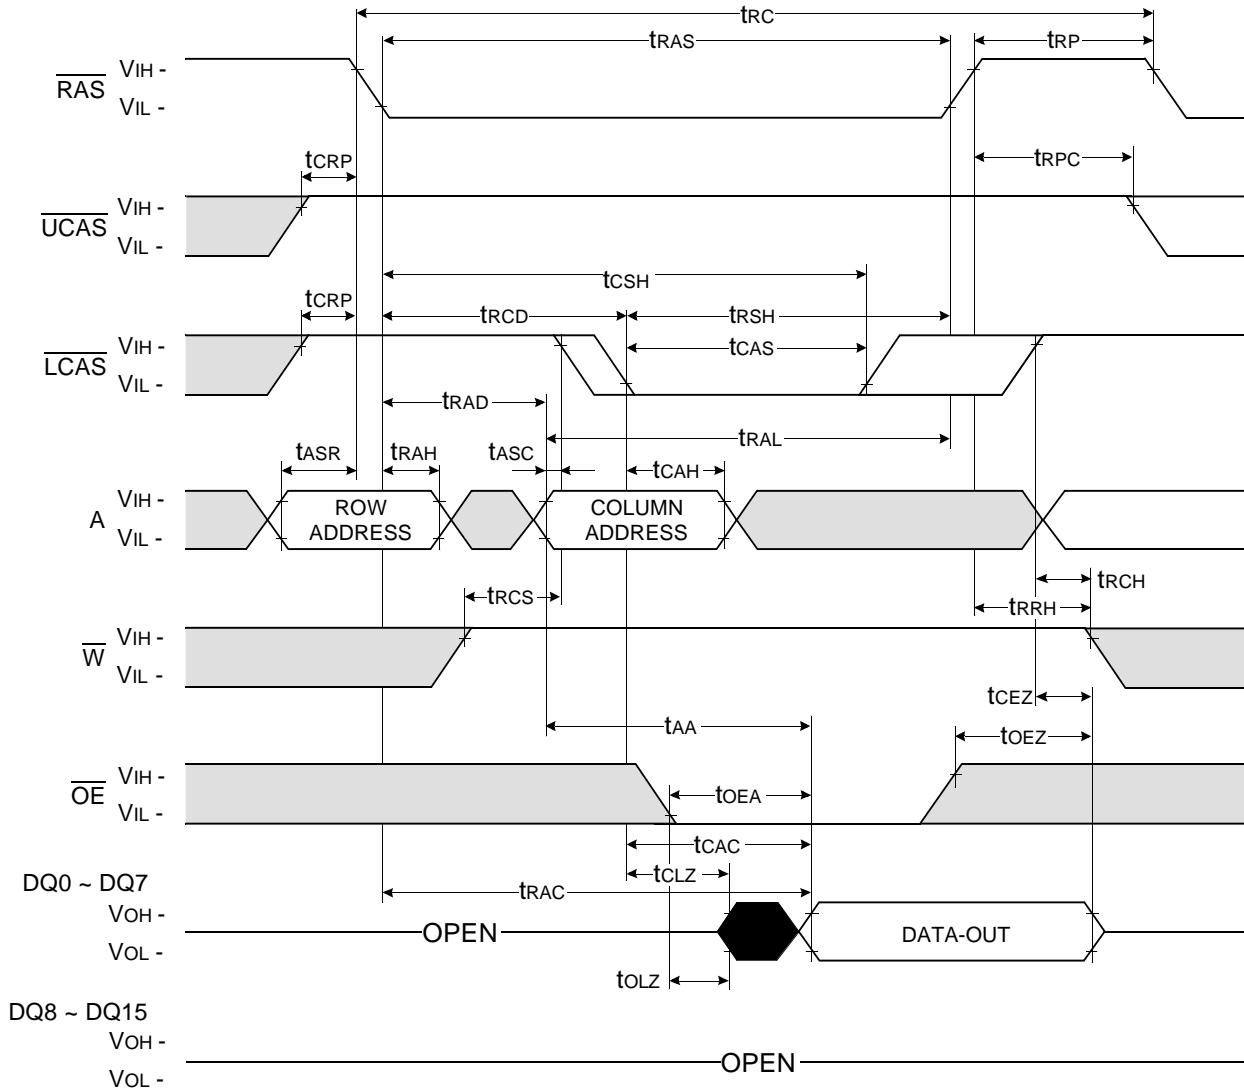 tRC
tRAS
tRP
RAS
VIH -
VIL -
tCRP
tRPC
UCAS
VIH -
VIL -
tCSH
tCRP
tRCD
tRSH
LCAS
VIH -
VIL -
tCAS
tRAD
tRAL
tASR
tRAH
tASC
tCAH
A
VIH -
VIL -
ROW
ADDRESS
COLUMN
ADDRESS
tRCS
tRCH
tRRH
W
VIH -
VIL -
tCEZ
tAA
tOEZ
OE
VIH -
VIL -
tOEA
tCAC
tCLZ
tRAC
DQ0 ~ DQ7
VOH -
VOL -
OPEN
DATA-OUT
tOLZ
DQ8 ~ DQ15
VOH -
VOL -
OPEN